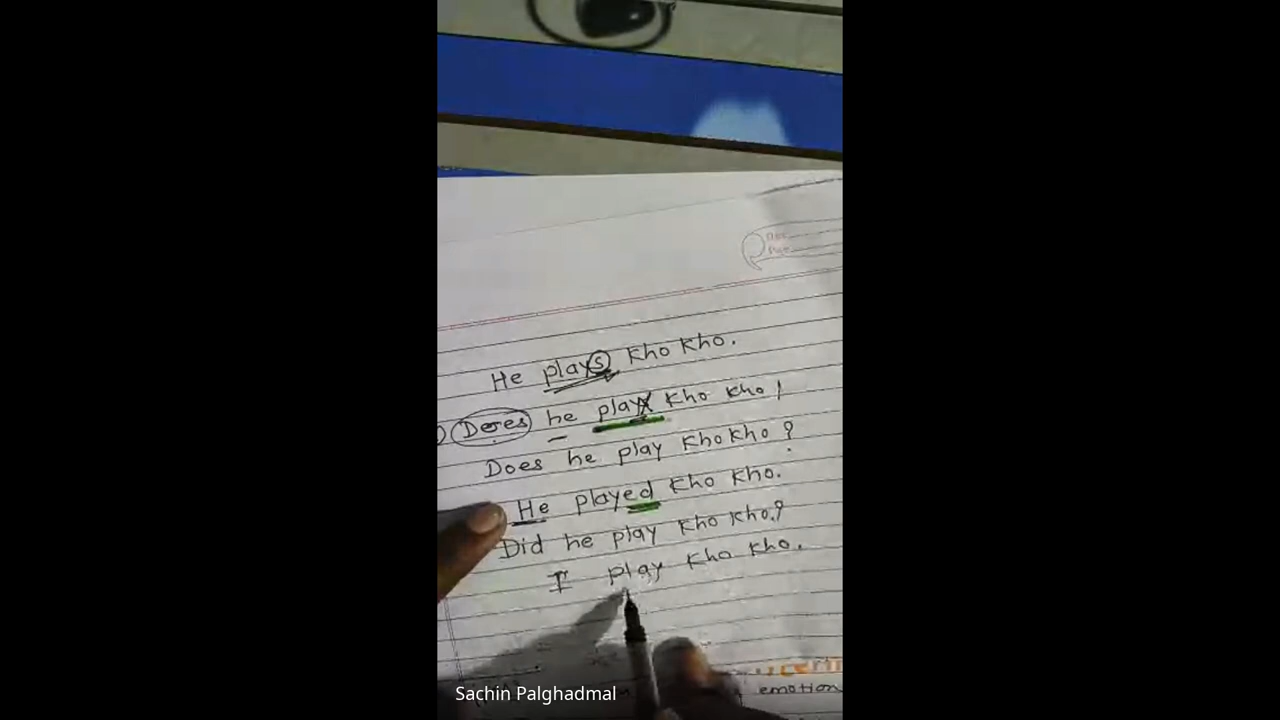 He plays Kho Kho.
Does he play Kho Kho !
Does he play Kho Kho ?
He played Kho Kho.
Did he play Kho Kho.?
I play Kho Kho.
emotion
Sachin Palghadmal